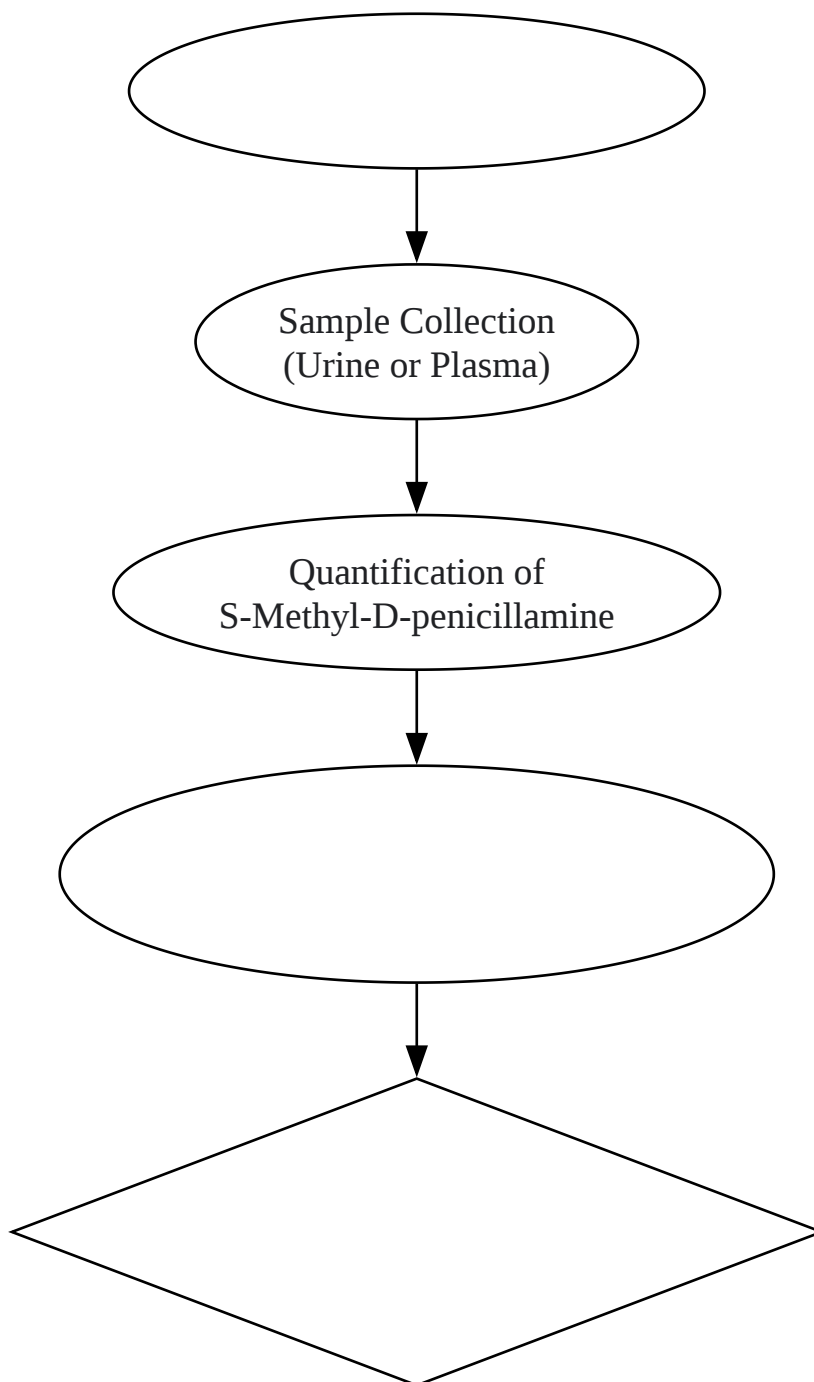 Sample Collection
(Urine or Plasma)
Quantification of
S-Methyl-D-penicillamine